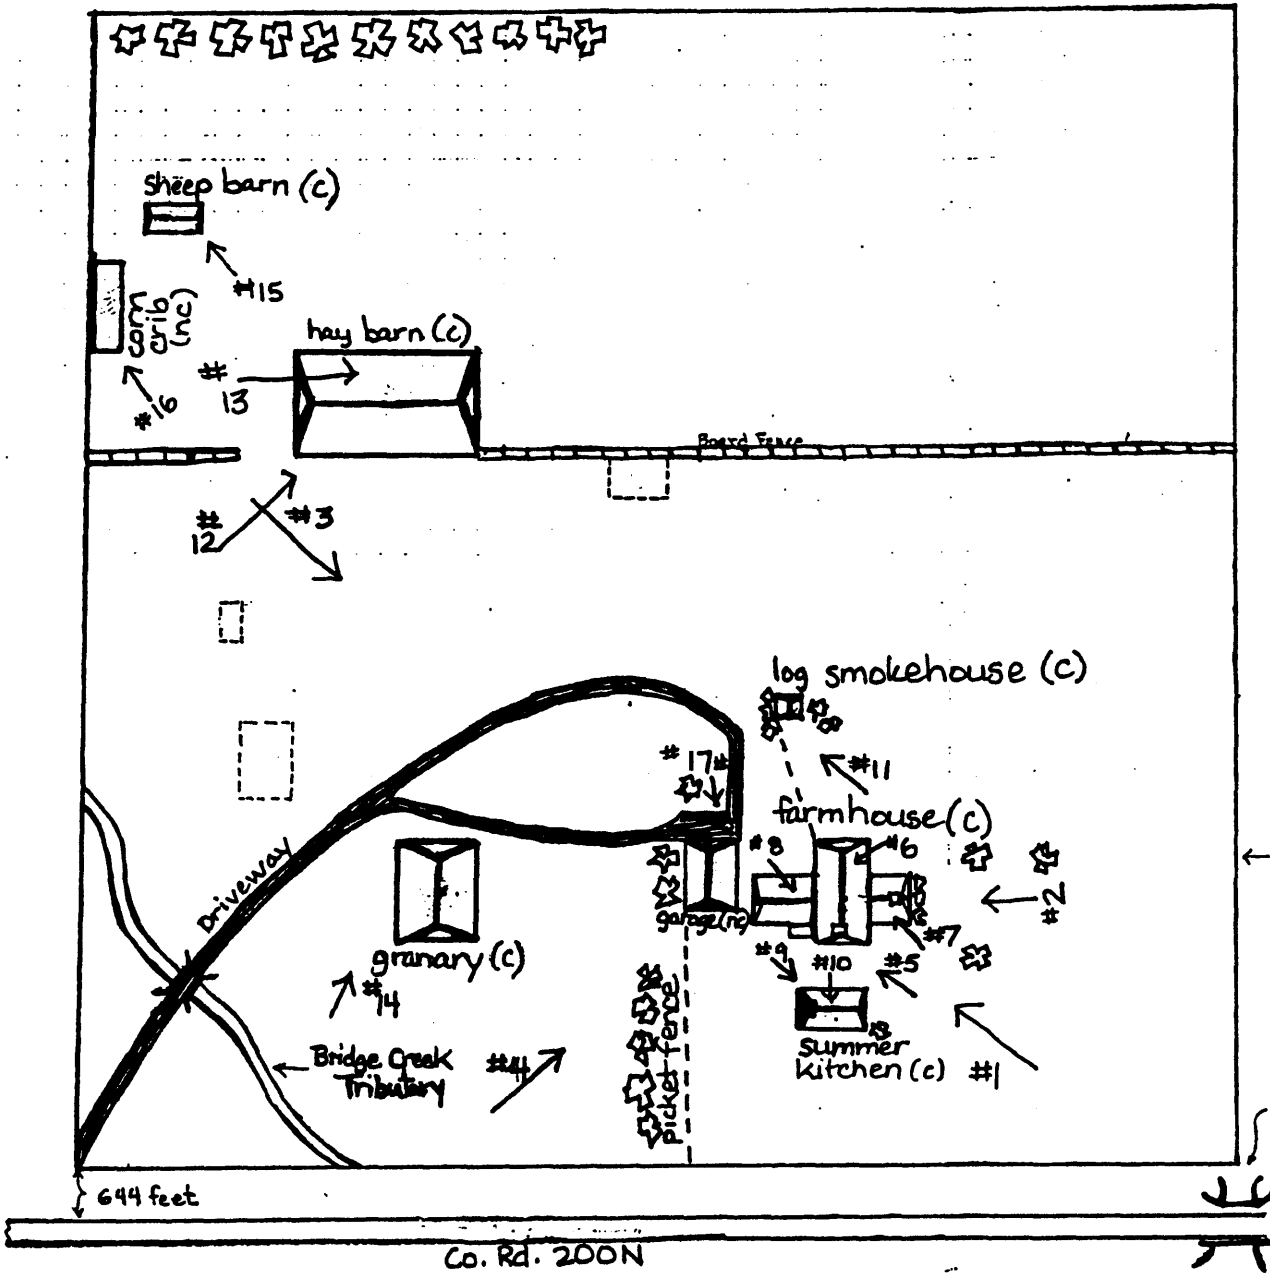 sheep barn (c)
#15
corn
crib
(nc)
hay barn (c)
#
13
#16
Board Fence
#
12
#3
log smokehouse (c)
#
17#
#11
farmhouse (c)
#8
#6
Driveway
#2
garage (nc)
#7
granary (c)
#9
#10
#5
#
14
picket fence
Bridge Creek
Tributary
#4
summer
kitchen (c)
#1
644 feet
Co. Rd. 200N